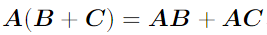 A(B + C) = AB + AC